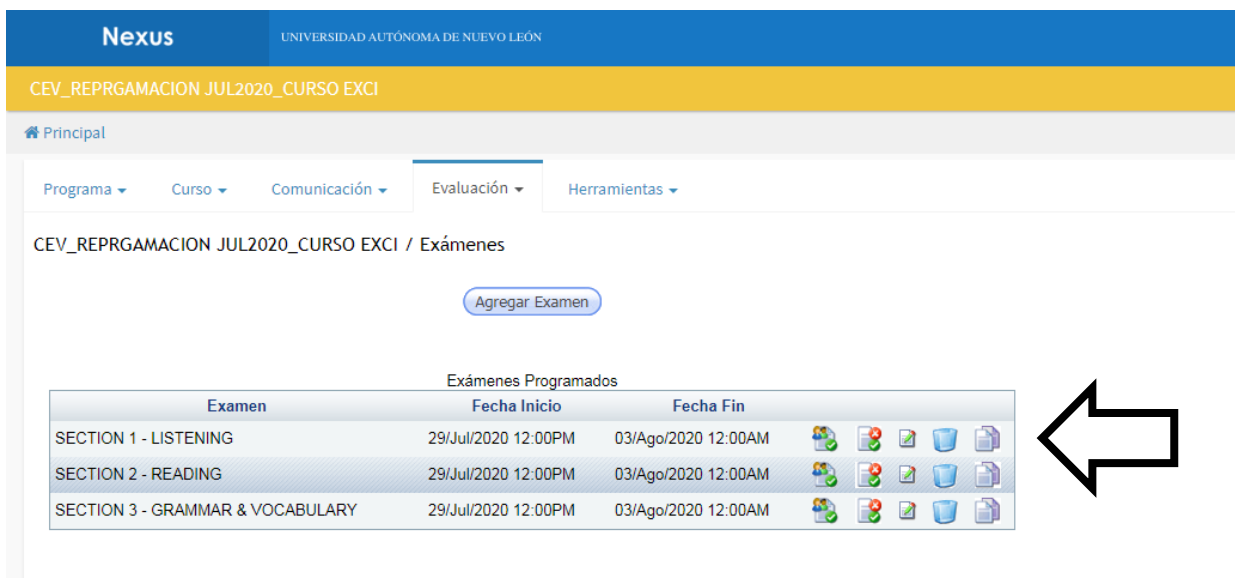 Nexus UNIVERSIDAD AUTÓNOMA DE NUEVO LEÓN
CEV_REPRGAMACION JUL2020_CURSO EXCI
Principal
Programa Curso Comunicación Evaluación Herramientas
CEV_REPRGAMACION JUL2020_CURSO EXCI / Exámenes
Agregar Examen
Exámenes Programados
Examen Fecha Inicio Fecha Fin
SECTION 1 - LISTENING 29/Jul/2020 12:00PM 03/Ago/2020 12:00AM
SECTION 2 - READING 29/Jul/2020 12:00PM 03/Ago/2020 12:00AM
SECTION 3 - GRAMMAR & VOCABULARY 29/Jul/2020 12:00PM 03/Ago/2020 12:00AM